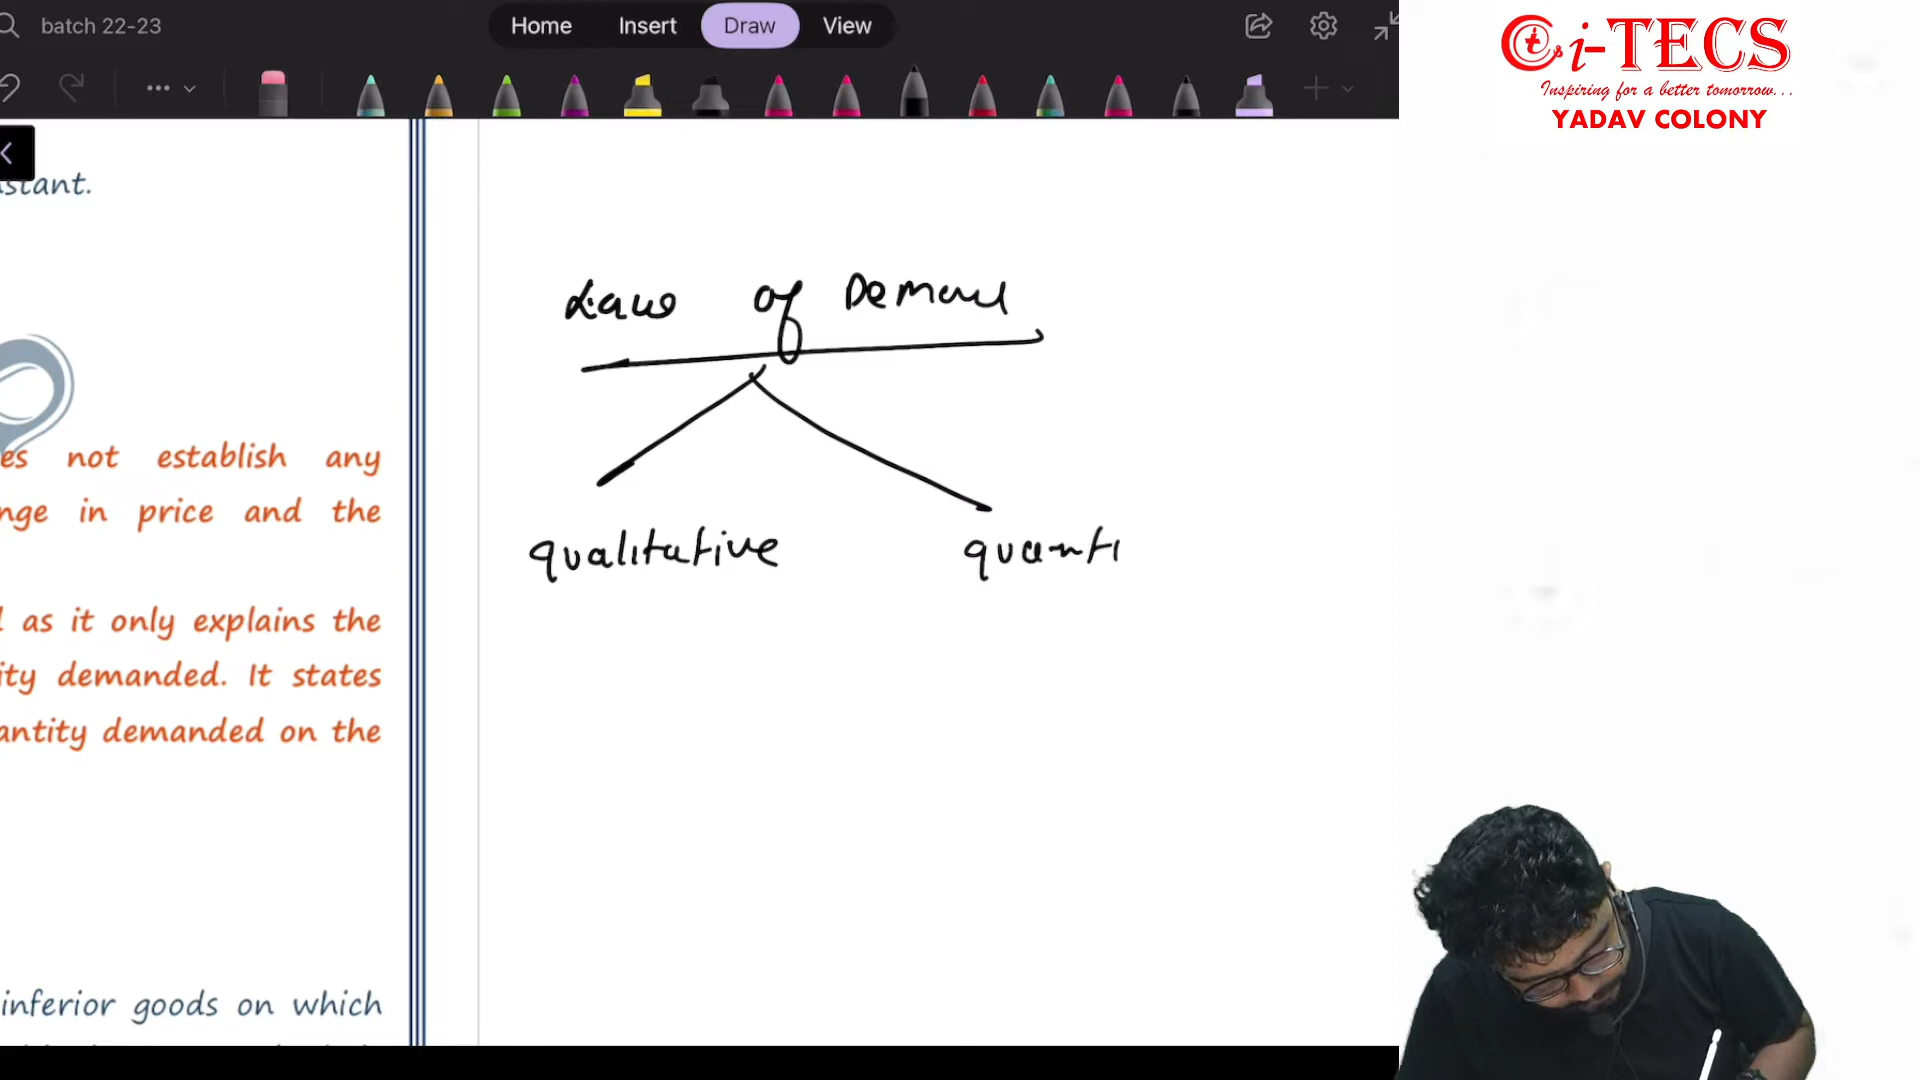 batch 22-23
Home Insert Draw View
i-TECS
Inspiring for a better tomorrow...
YADAV COLONY
stant.
Law of Demand
es not establish any
nge in price and the
qualitative quanti
as it only explains the
ity demanded. It states
antity demanded on the
inferior goods on which